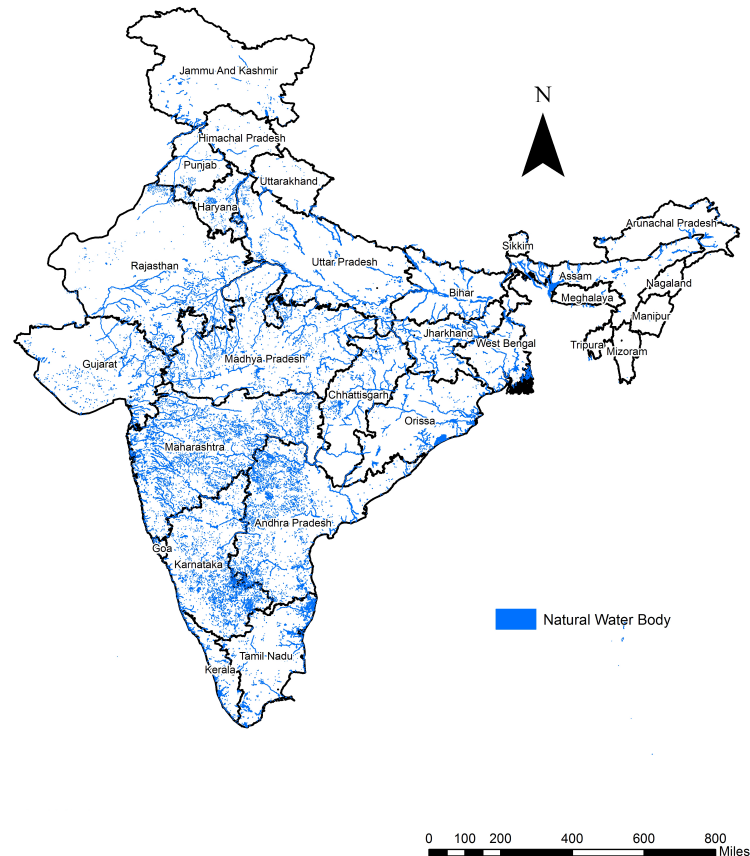 Jammu And Kashmir
N
Himachal Pradesh
Punjab
Uttarakhand
Haryana
Arunachal Pradesh
Sikkim
Rajasthan
Uttar Pradesh
Assam
Nagaland
Bihar
Meghalaya
Manipur
Jharkhand
West Bengal
Tripura
Mizoram
Gujarat
Madhya Pradesh
Chhattisgarh
Orissa
Maharashtra
Andhra Pradesh
Goa
Karnataka
Natural Water Body
Tamil Nadu
Kerala
0 100 200 400 600 800
Miles